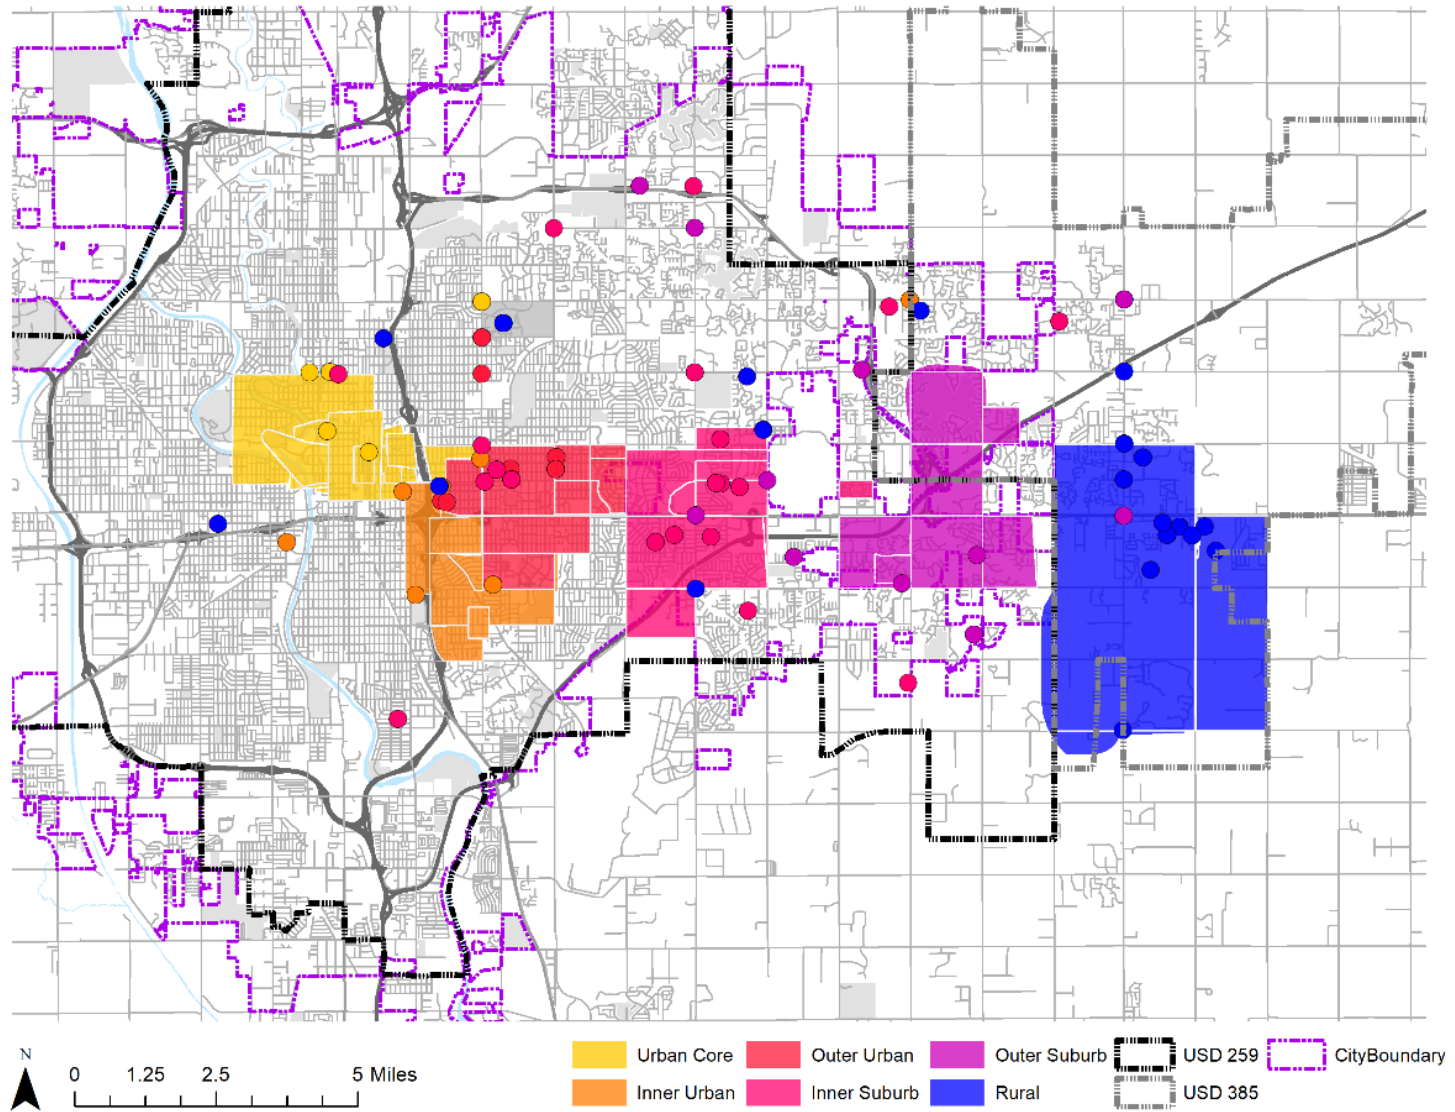 N
0 1.25 2.5 5 Miles
Urban Core Outer Urban Outer Suburb USD 259 CityBoundary
Inner Urban Inner Suburb Rural USD 385